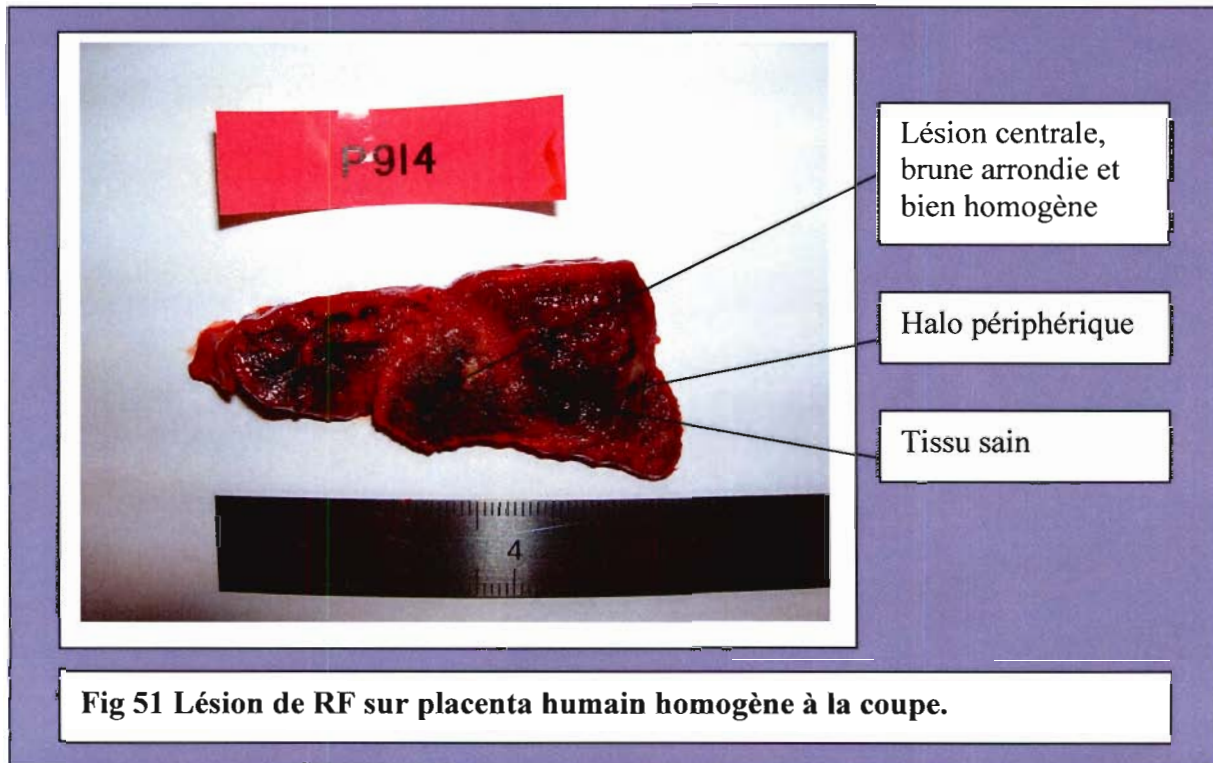 P914
Lésion centrale,
brune arrondie et
bien homogène
Halo périphérique
Tissu sain
4
Fig 51 Lésion de RF sur placenta humain homogène à la coupe.